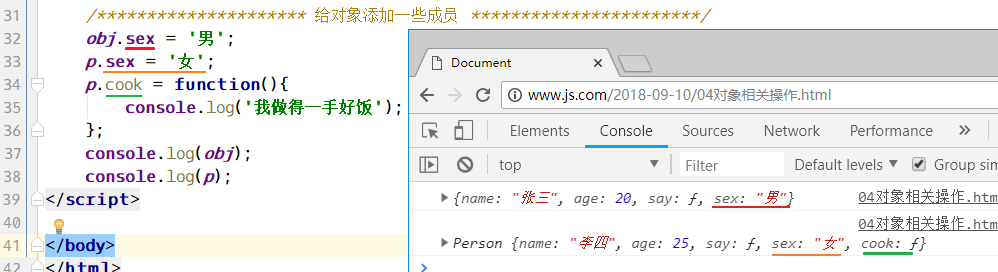 31 /********************* 给对象添加一些成员 ***********************/
32 obj.sex = '男';
33 p.sex = '女';
34 p.cook = function(){
35 console.log('我做得一手好饭');
36 };
37 console.log(obj);
38 console.log(p);
39 </script>
40
41 </body>
42 </html>
Document
www.js.com/2018-09-10/04对象相关操作.html
Elements Console Sources Network Performance »
top Filter Default levels Group sim
{name: "张三", age: 20, say: ƒ, sex: "男"} 04对象相关操作.htm
04对象相关操作.htm
Person {name: "李四", age: 25, say: ƒ, sex: "女", cook: ƒ}